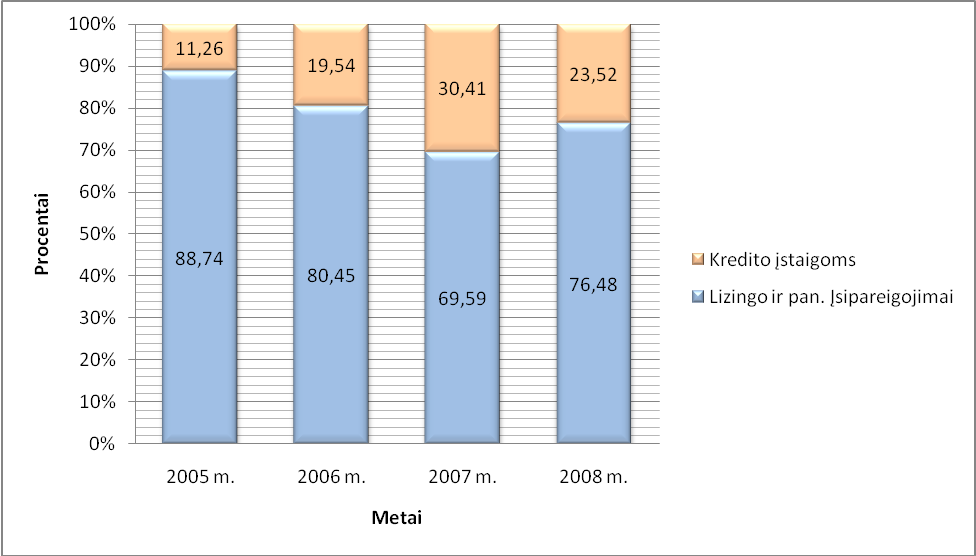 100%
90%
80%
70%
60%
50%
40%
30%
20%
10%
0%
Procentai
11,26
19,54
30,41
23,52
88,74
80,45
69,59
76,48
2005 m.
2006 m.
2007 m.
2008 m.
Metai
Kredito įstaigoms
Lizingo ir pan. Įsipareigojimai